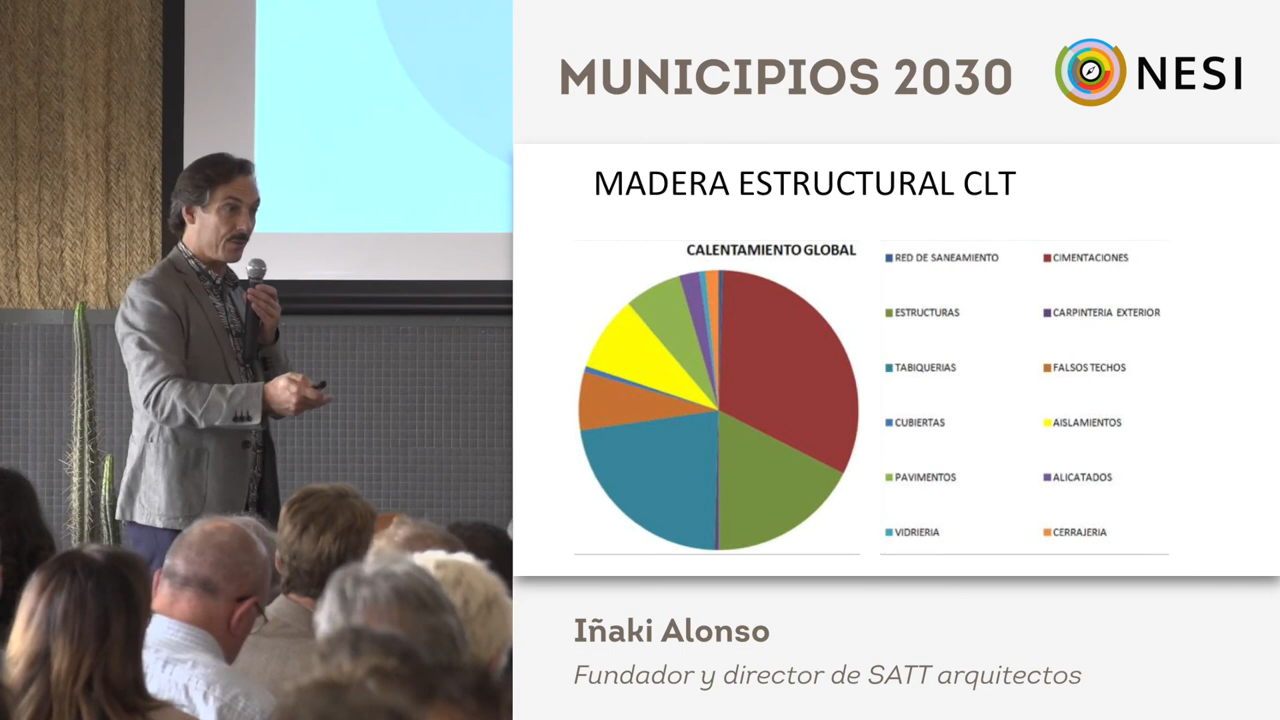 MUNICIPIOS 2030
NESI
MADERA ESTRUCTURAL CLT
CALENTAMIENTO GLOBAL
RED DE SANEAMIENTO
CIMENTACIONES
ESTRUCTURAS
CARPINTERIA EXTERIOR
TABIQUERIAS
FALSOS TECHOS
CUBIERTAS
AISLAMIENTOS
PAVIMENTOS
ALICATADOS
VIDRIERIA
CERRAJERIA
Iñaki Alonso
Fundador y director de SATT arquitectos